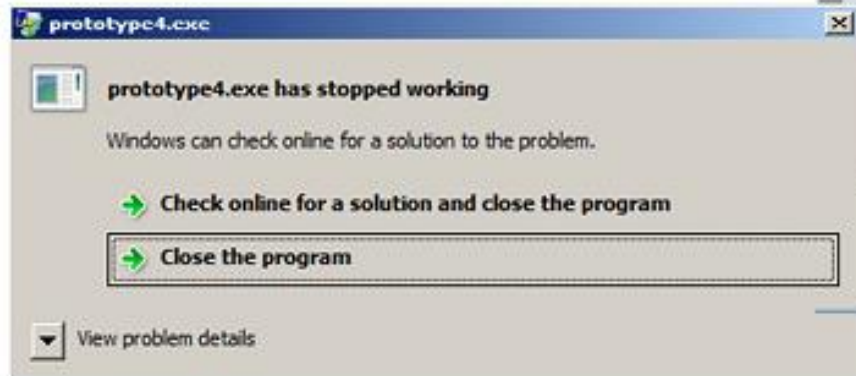 prototype4.exe
prototype4.exe has stopped working
Windows can check online for a solution to the problem.
Check online for a solution and close the program
Close the program
View problem details